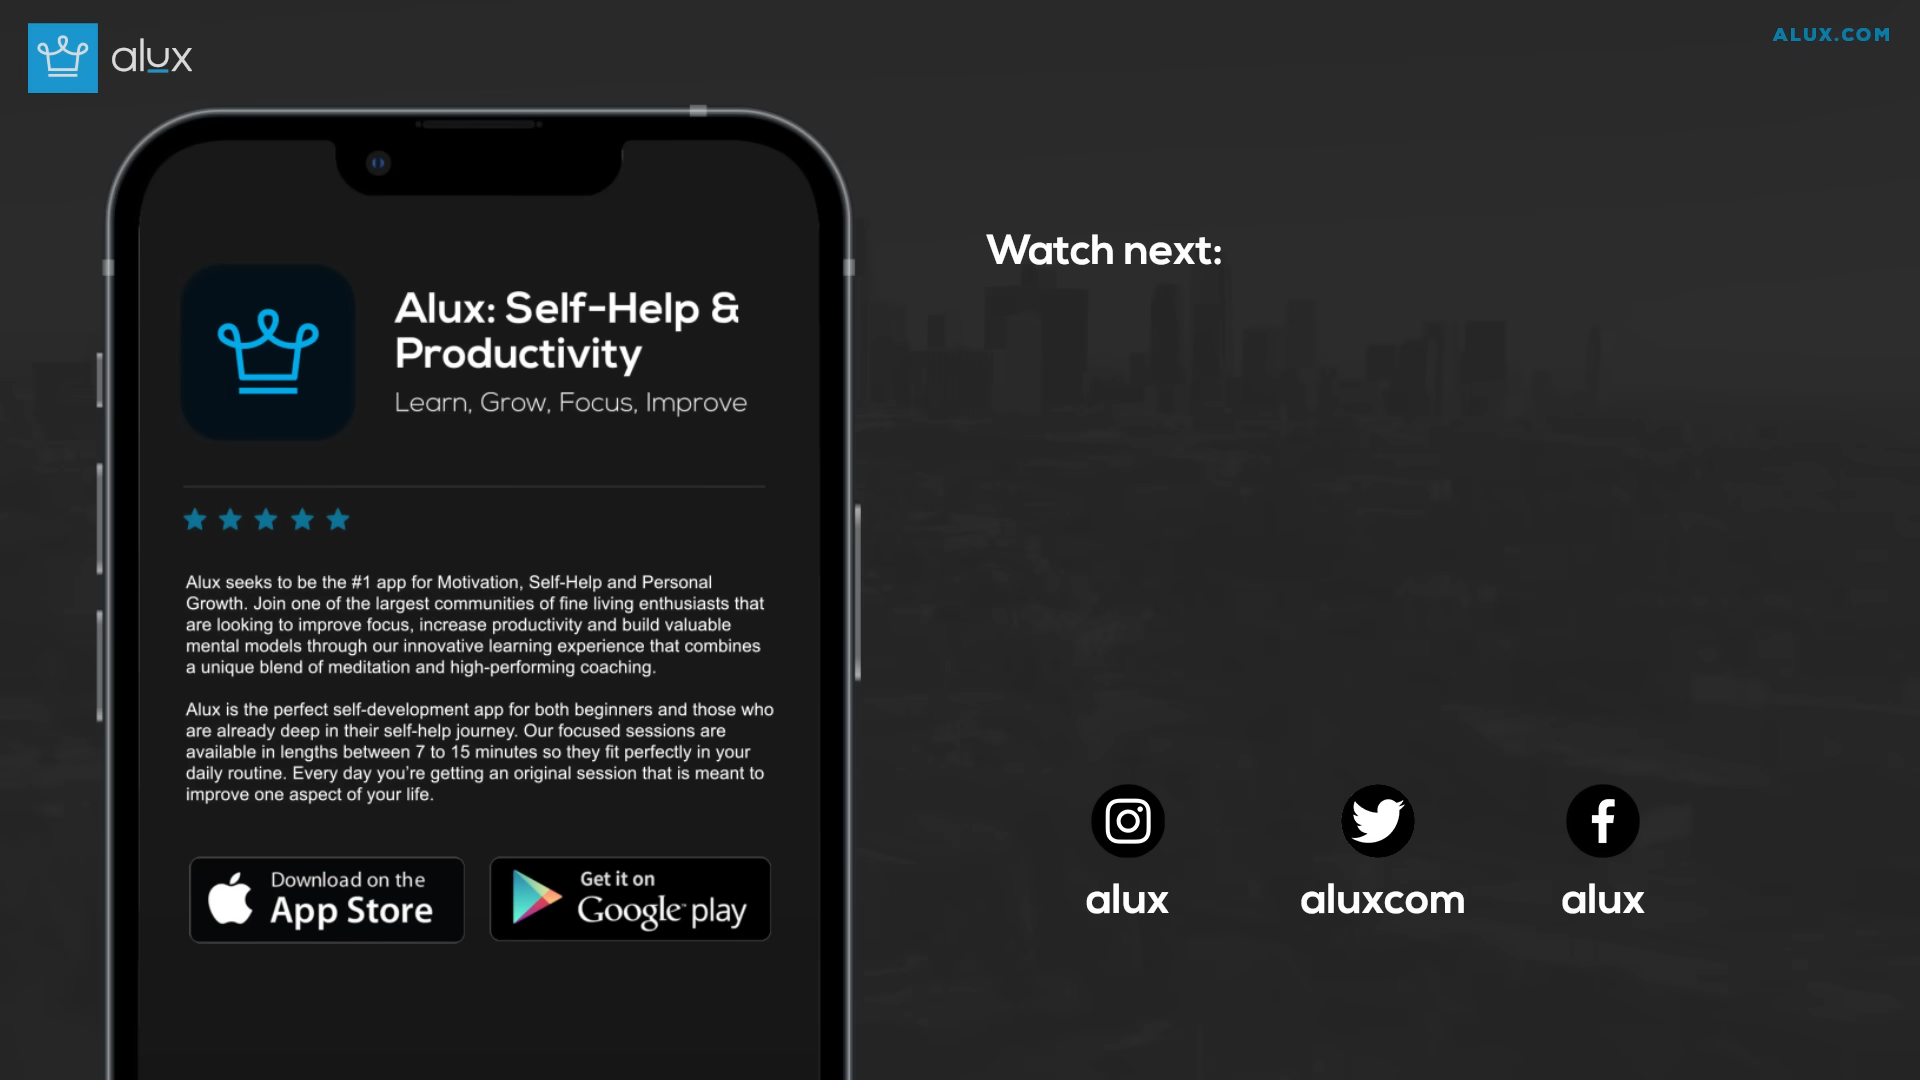 alux
ALUX.COM
Alux: Self-Help &
Productivity
Learn, Grow, Focus, Improve
Alux seeks to be the #1 app for Motivation, Self-Help and Personal
Growth. Join one of the largest communities of fine living enthusiasts that
are looking to improve focus, increase productivity and build valuable
mental models through our innovative learning experience that combines
a unique blend of meditation and high-performing coaching.
Alux is the perfect self-development app for both beginners and those who
are already deep in their self-help journey. Our focused sessions are
available in lengths between 7 to 15 minutes so they fit perfectly in your
daily routine. Every day you're getting an original session that is meant to
improve one aspect of your life.
Download on the
App Store
Get it on
Google play
Watch next:
alux
aluxcom
alux